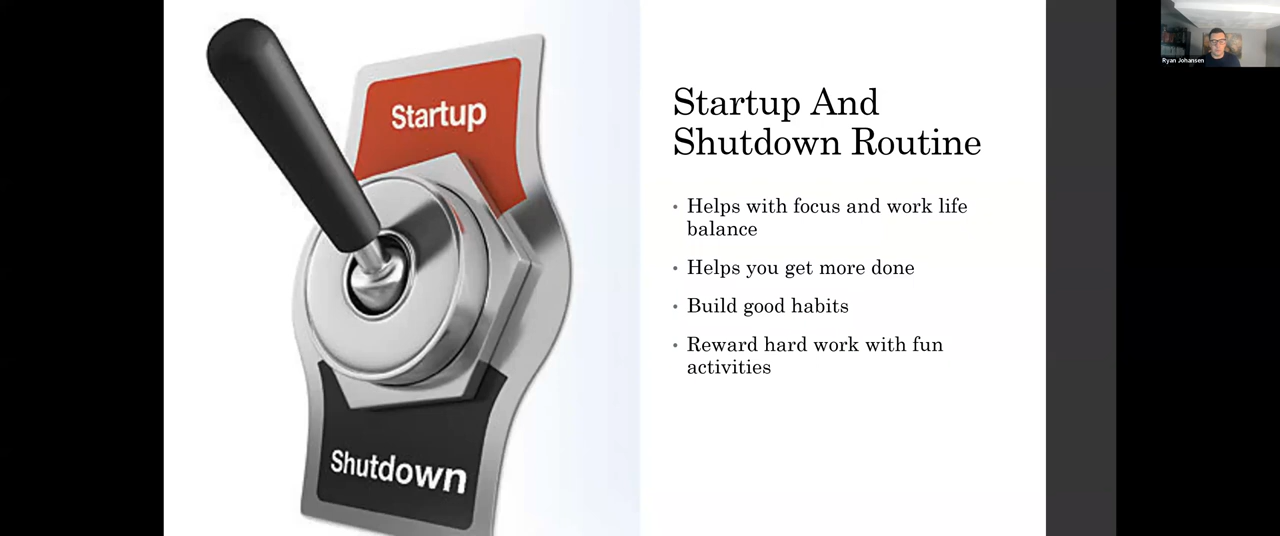 Startup
Shutdown
Startup And
Shutdown Routine
• Helps with focus and work life
balance
• Helps you get more done
• Build good habits
• Reward hard work with fun
activities
Ryan Johansen